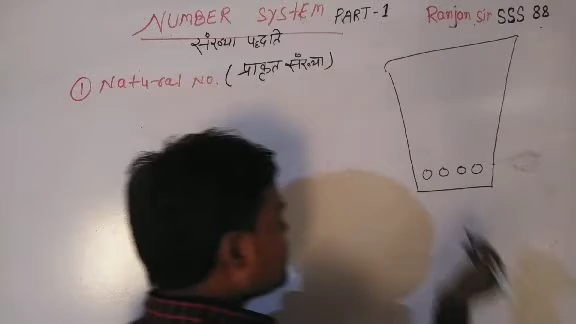 NUMBER SYSTEM PART-1
Ranjan Sir SSS 88
संख्या पद्धति
① Natural No. (प्राकृत संख्या)